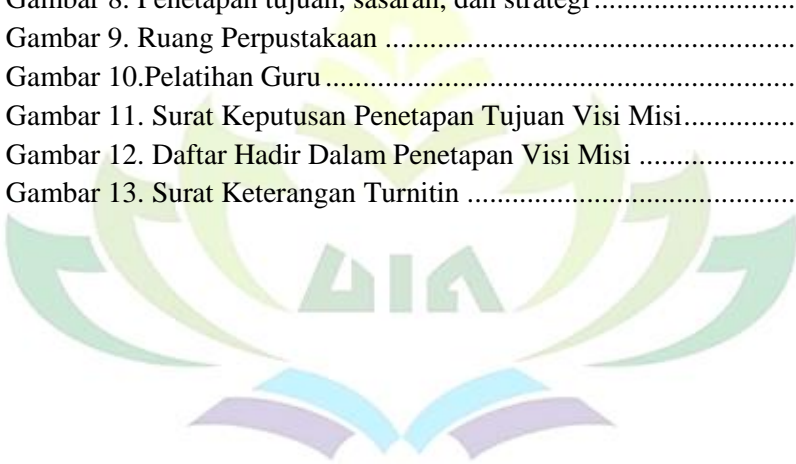 Gambar 8. Penetapan tujuan, sasaran, dan strategi............................
Gambar 9. Ruang Perpustakaan .......................................................
Gambar 10.Pelatihan Guru...............................................................
Gambar 11. Surat Keputusan Penetapan Tujuan Visi Misi...............
Gambar 12. Daftar Hadir Dalam Penetapan Visi Misi .....................
Gambar 13. Surat Keterangan Turnitin ............................................
UIN